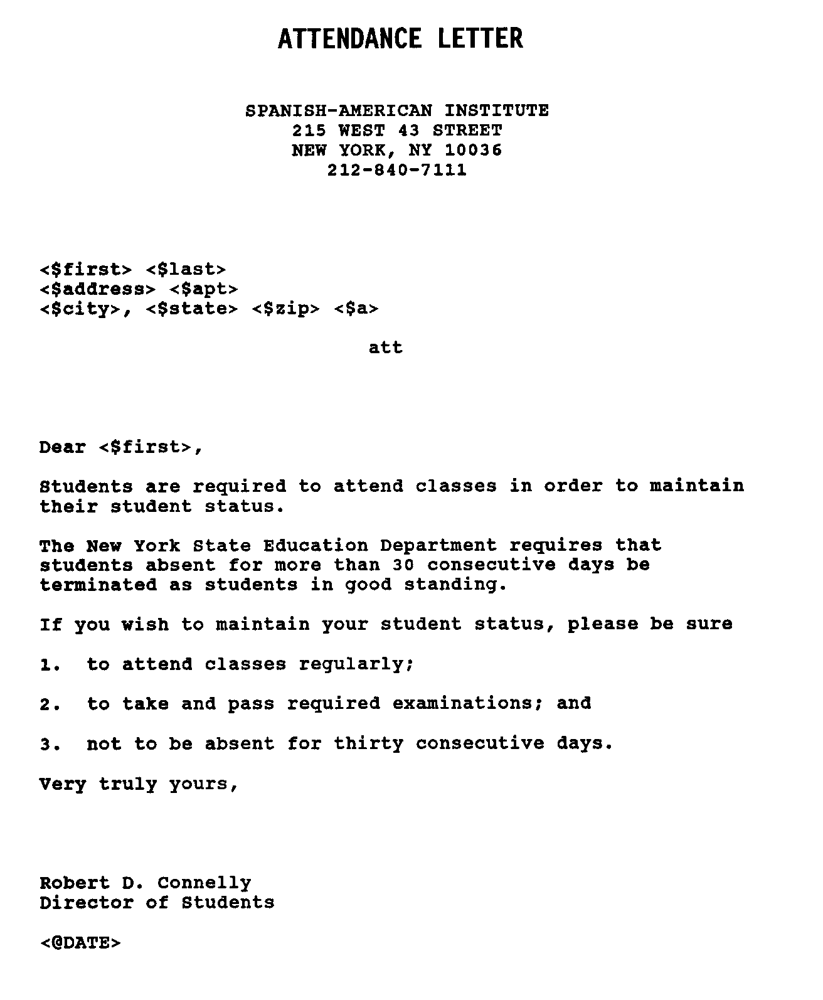 ATTENDANCE LETTER
SPANISH-AMERICAN INSTITUTE
215 WEST 43 STREET
NEW YORK, NY 10036
212-840-7111
<$first> <$last>
<$address> <$apt>
<$city>, <$state> <$zip> <$a>
att
Dear <$first>,
Students are required to attend classes in order to maintain
their student status.
The New York State Education Department requires that
students absent for more than 30 consecutive days be
terminated as students in good standing.
If you wish to maintain your student status, please be sure
1. to attend classes regularly;
2. to take and pass required examinations; and
3. not to be absent for thirty consecutive days.
Very truly yours,
Robert D. Connelly
Director of Students
<@DATE>